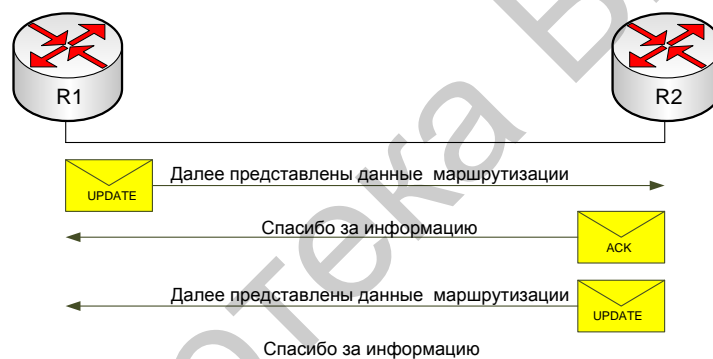 R1
R2
Далее представлены данные маршрутизации
UPDATE
Спасибо за информацию
ACK
Далее представлены данные маршрутизации
UPDATE
Спасибо за информацию